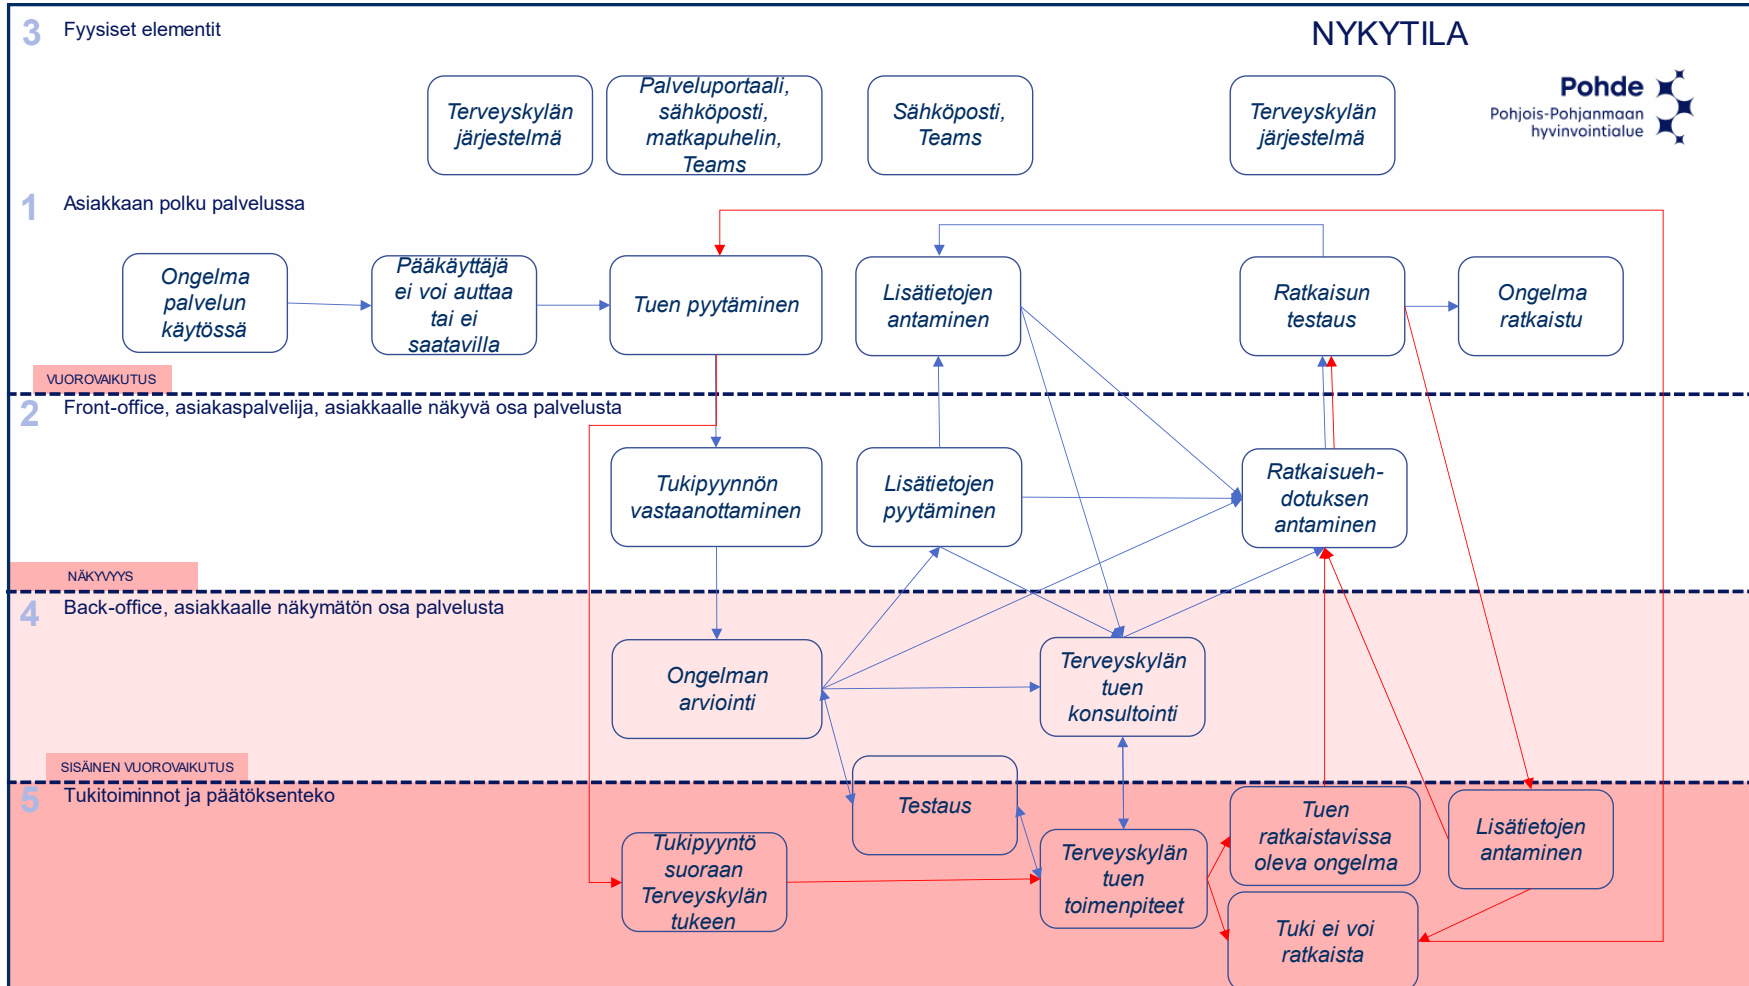 3 Fyysiset elementit
NYKYTILA
Terveyskylän
järjestelmä
Palveluportaali,
sähköposti,
matkapuhelin,
Teams
Sähköposti,
Teams
Terveyskylän
järjestelmä
Pohde
Pohjois-Pohjanmaan
hyvinvointialue
1 Asiakkaan polku palvelussa
Ongelma
palvelun
käytössä
Pääkäyttäjä
ei voi auttaa
tai ei
saatavilla
Tuen pyytäminen
Lisätietojen
antaminen
Ratkaisun
testaus
Ongelma
ratkaistu
VUOROVAIKUTUS
2 Front-office, asiakaspalvelija, asiakkaalle näkyvä osa palvelusta
Tukipyynnön
vastaanottaminen
Lisätietojen
pyytäminen
Ratkaisueh-
dotuksen
antaminen
NÄKYVYYS
4 Back-office, asiakkaalle näkymätön osa palvelusta
Ongelman
arviointi
Terveyskylän
tuen
konsultointi
SISÄINEN VUOROVAIKUTUS
5 Tukitoiminnot ja päätöksenteko
Testaus
Tukipyyntö
suoraan
Terveyskylän
tukeen
Terveyskylän
tuen
toimenpiteet
Tuen
ratkaistavissa
oleva ongelma
Lisätietojen
antaminen
Tuki ei voi
ratkaista